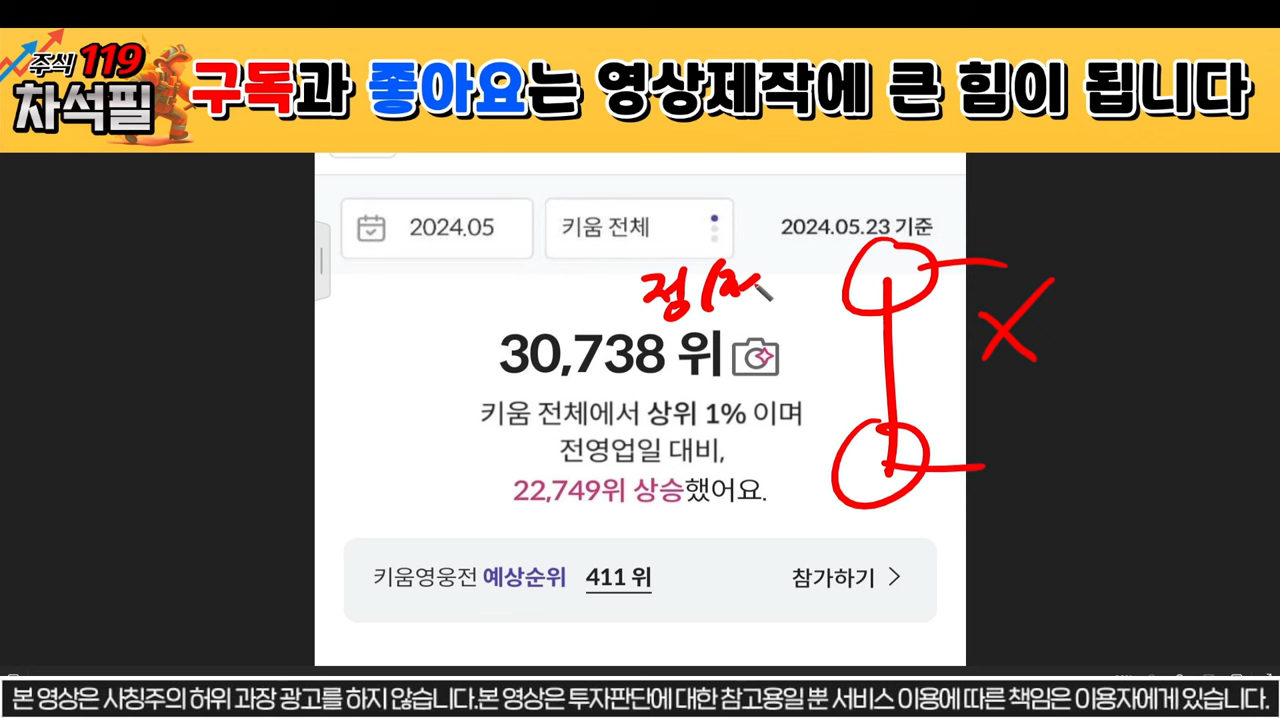 주식 119
차석필
구독과 좋아요는 영상제작에 큰 힘이 됩니다
2024.05
키움 전체
2024.05.23 기준
30,738 위
키움 전체에서 상위 1% 이며
전영업일 대비,
22,749위 상승했어요.
키움영웅전 예상순위 411 위
참가하기
본 영상은 사칭주의 허위 과장 광고를 하지 않습니다.본 영상은 투자판단에 대한 참고용일 뿐 서비스 이용에 따른 책임은 이용자에게 있습니다.